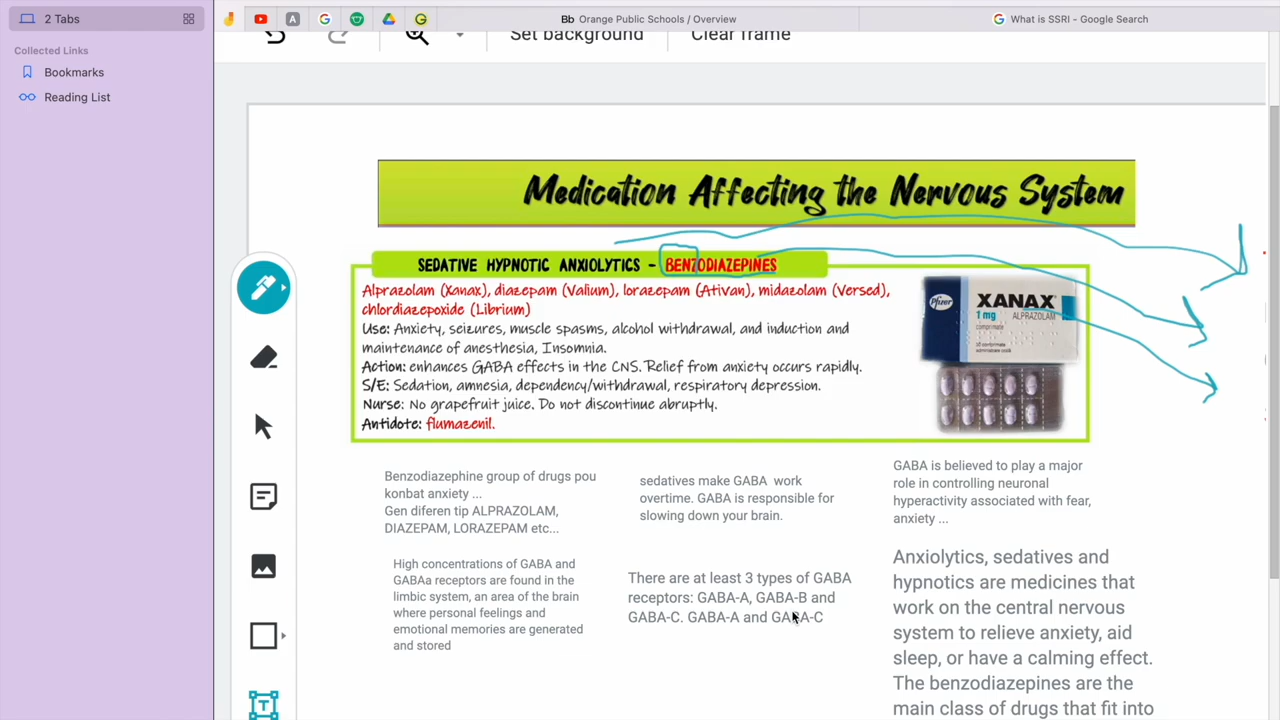 2 Tabs
Collected Links
Bookmarks
Reading List
A
G
Bb Orange Public Schools / Overview
G What is SSRI - Google Search
Set background
Clear frame
Medication Affecting the Nervous System
SEDATIVE HYPNOTIC ANXIOLYTICS - BENZODIAZEPINES
Alprazolam (Xanax), diazepam (Valium), lorazepam (Ativan), midazolam (Versed),
chlordiazepoxide (Librium)
Use: Anxiety, seizures, muscle spasms, alcohol withdrawal, and induction and
maintenance of anesthesia, Insomnia.
Action: enhances GABA effects in the CNS. Relief from anxiety occurs rapidly.
S/E: Sedation, amnesia, dependency/withdrawal, respiratory depression.
Nurse: No grapefruit juice. Do not discontinue abruptly.
Antidote: flumazenil.
Pfizer
XANAX
1 mg ALPRAZOLAM
Benzodiazephine group of drugs pou
konbat anxiety ...
Gen diferen tip ALPRAZOLAM,
DIAZEPAM, LORAZEPAM etc...
sedatives make GABA work
overtime. GABA is responsible for
slowing down your brain.
GABA is believed to play a major
role in controlling neuronal
hyperactivity associated with fear,
anxiety ...
High concentrations of GABA and
GABAa receptors are found in the
limbic system, an area of the brain
where personal feelings and
emotional memories are generated
and stored
There are at least 3 types of GABA
receptors: GABA-A, GABA-B and
GABA-C. GABA-A and GABA-C
Anxiolytics, sedatives and
hypnotics are medicines that
work on the central nervous
system to relieve anxiety, aid
sleep, or have a calming effect.
The benzodiazepines are the
main class of drugs that fit into
T